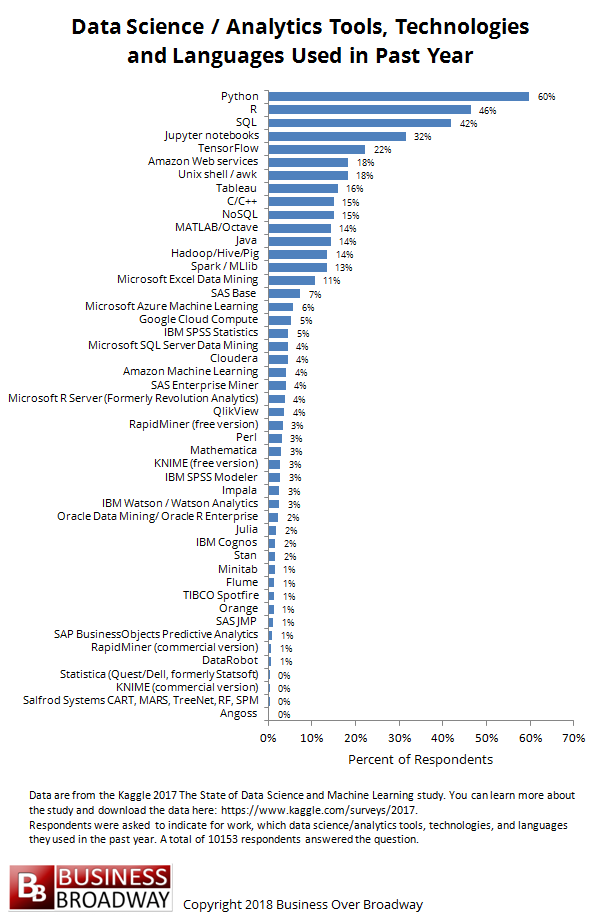 Data Science / Analytics Tools, Technologies
and Languages Used in Past Year
Python 60%
R 46%
SQL 42%
Jupyter notebooks 32%
TensorFlow 22%
Amazon Web services 18%
Unix shell / awk 18%
Tableau 16%
C/C++ 15%
NoSQL 15%
MATLAB/Octave 14%
Java 14%
Hadoop/Hive/Pig 14%
Spark / MLlib 13%
Microsoft Excel Data Mining 11%
SAS Base 7%
Microsoft Azure Machine Learning 6%
Google Cloud Compute 5%
IBM SPSS Statistics 5%
Microsoft SQL Server Data Mining 4%
Cloudera 4%
Amazon Machine Learning 4%
SAS Enterprise Miner 4%
Microsoft R Server (Formerly Revolution Analytics) 4%
QlikView 4%
RapidMiner (free version) 3%
Perl 3%
Mathematica 3%
KNIME (free version) 3%
IBM SPSS Modeler 3%
Impala 3%
IBM Watson / Watson Analytics 3%
Oracle Data Mining/ Oracle R Enterprise 2%
Julia 2%
IBM Cognos 2%
Stan 2%
Minitab 1%
Flume 1%
TIBCO Spotfire 1%
Orange 1%
SAS JMP 1%
SAP BusinessObjects Predictive Analytics 1%
RapidMiner (commercial version) 1%
DataRobot 1%
Statistica (Quest/Dell, formerly Statsoft) 0%
KNIME (commercial version) 0%
Salfrod Systems CART, MARS, TreeNet, RF, SPM 0%
Angoss 0%
0% 10% 20% 30% 40% 50% 60% 70%
Percent of Respondents
Data are from the Kaggle 2017 The State of Data Science and Machine Learning study. You can learn more about
the study and download the data here: https://www.kaggle.com/surveys/2017.
Respondents were asked to indicate for work, which data science/analytics tools, technologies, and languages
they used in the past year. A total of 10153 respondents answered the question.
BB BUSINESS
BROADWAY
Copyright 2018 Business Over Broadway